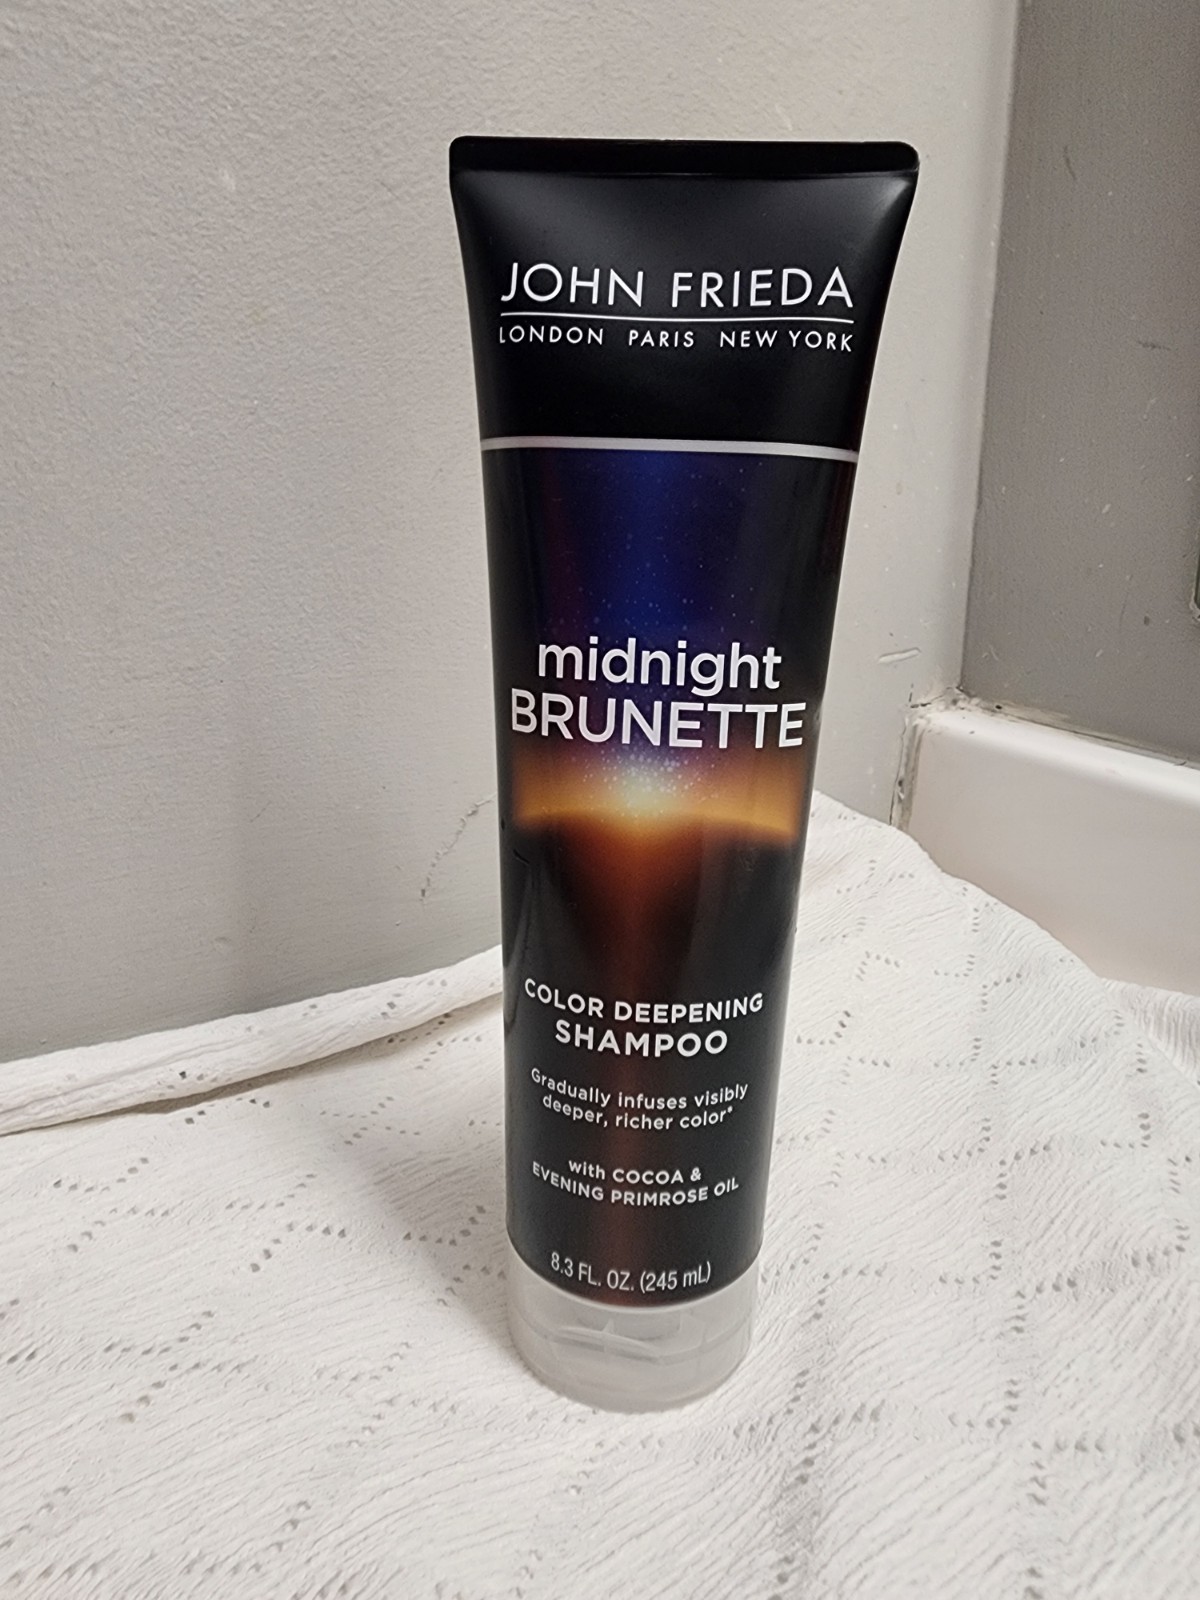 JOHN FRIEDA
LONDON PARIS NEW YORK
midnight
BRUNETTE
COLOR DEEPENING
SHAMPOO
Gradually infuses visibly
deeper, richer color*
with COCOA &
EVENING PRIMROSE OIL
8.3 FL. OZ. (245 mL)